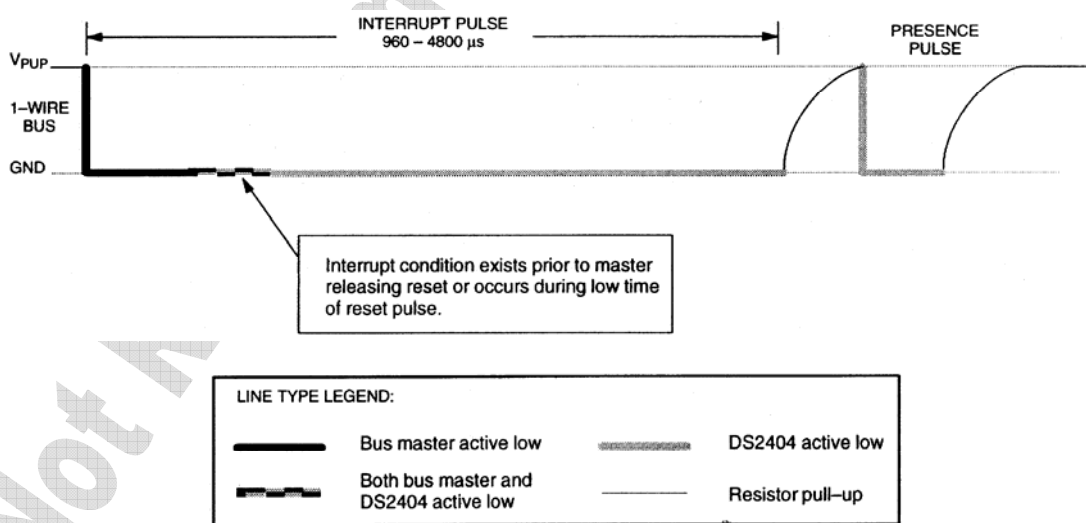 INTERRUPT PULSE
960 – 4800 µs
PRESENCE
PULSE
VPUP
1–WIRE
BUS
GND
Interrupt condition exists prior to master
releasing reset or occurs during low time
of reset pulse.
LINE TYPE LEGEND:
Bus master active low
DS2404 active low
Both bus master and
DS2404 active low
Resistor pull–up
Not